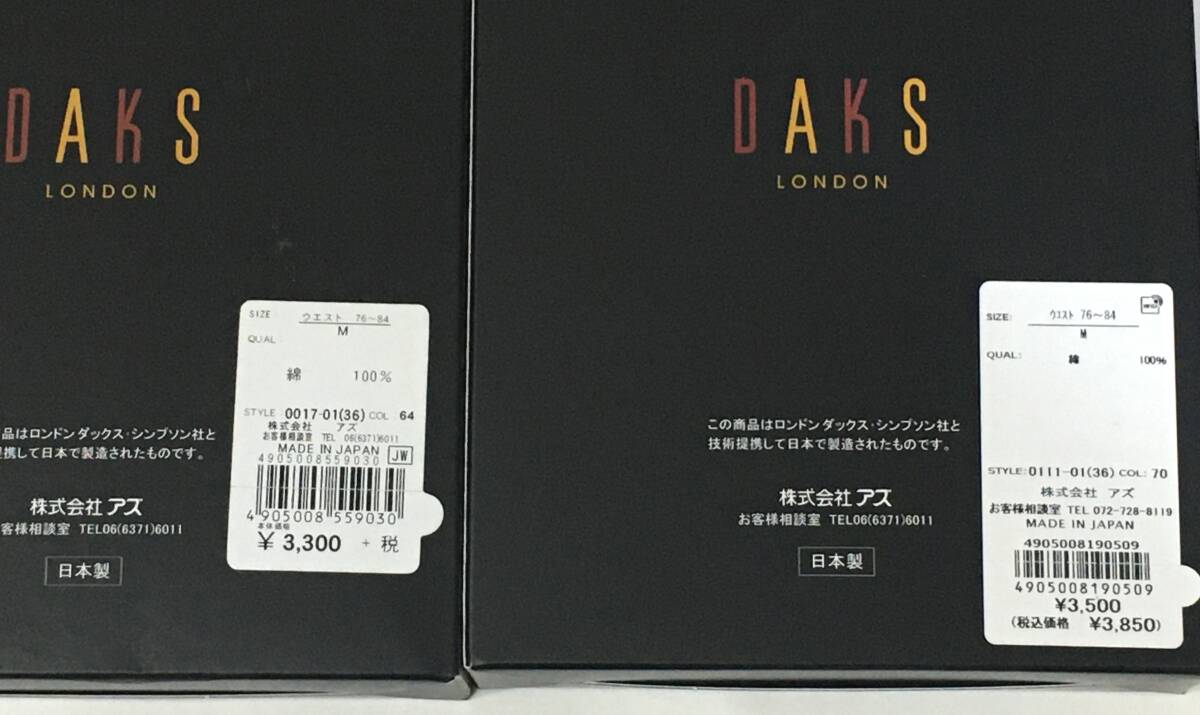 DAKS
LONDON
SIZE ウエスト 76～84
M
QUAL
綿 100%
STYLE 0017-01(36) COL 64
株式会社 アズ
お客様相談室 TEL 06(6371)6011
MADE IN JAPAN JW
4905008559030
4 905008 559030
本体価格
¥ 3,300 + 税
品はロンドンダックス・シンプソン社と
携して日本で製造されたものです。
株式会社アズ
客様相談室 TEL06(6371)6011
日本製
DAKS
LONDON
この商品はロンドンダックス・シンプソン社と
技術提携して日本で製造されたものです。
株式会社アズ
お客様相談室 TEL06(6371)6011
日本製
SIZE: ウエスト 76～84
M
QUAL: 綿 100%
STYLE:0111-01(36) COL: 70
株式会社 アズ
お客様相談室 TEL 072-728-8119
MADE IN JAPAN
4905008190509
4905008190509
¥3,500
(税込価格 ¥3,850)